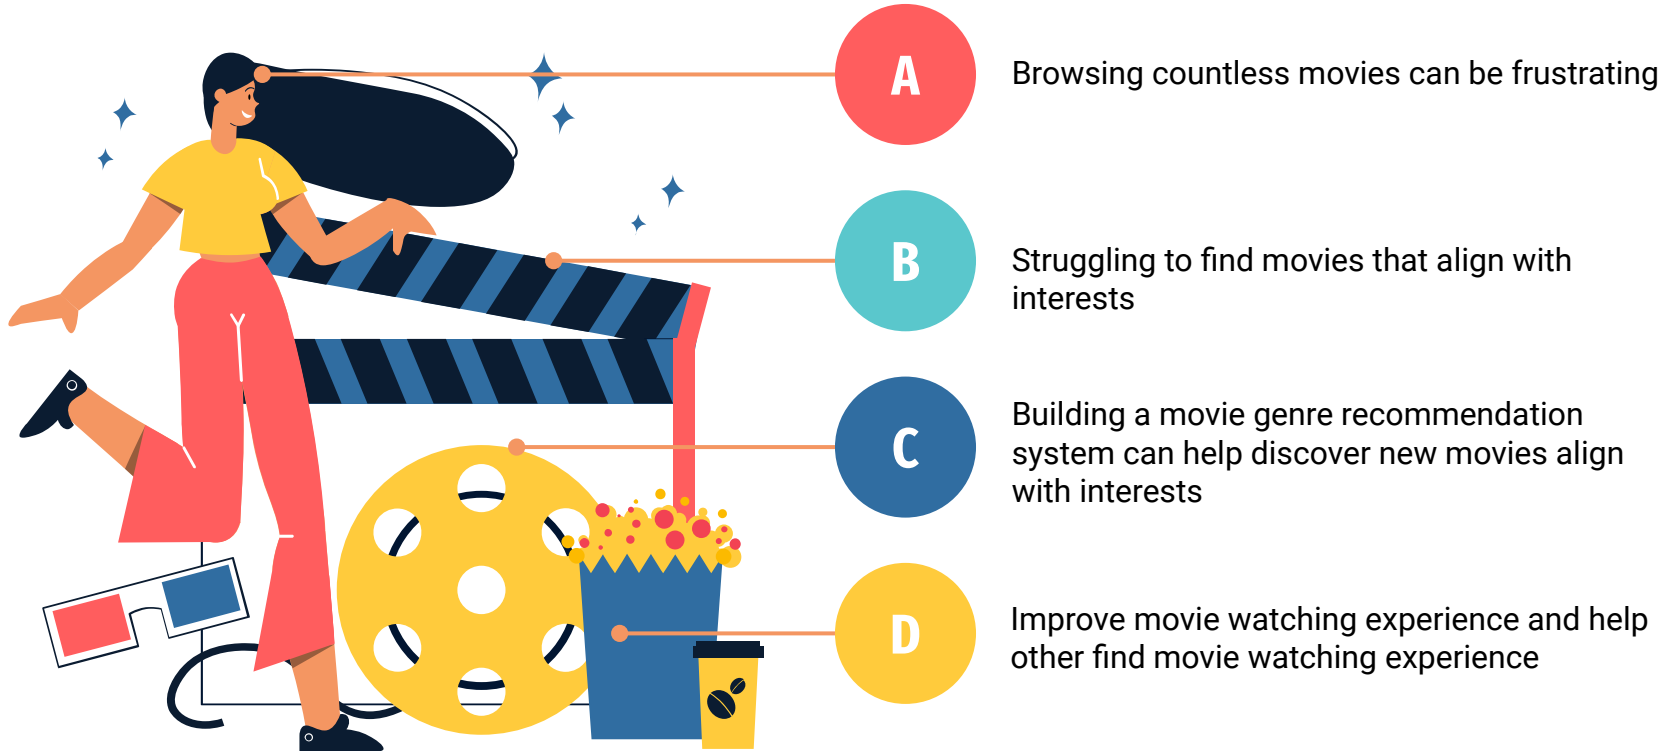 A
Browsing countless movies can be frustrating
B
Struggling to find movies that align with
interests
C
Building a movie genre recommendation
system can help discover new movies align
with interests
D
Improve movie watching experience and help
other find movie watching experience